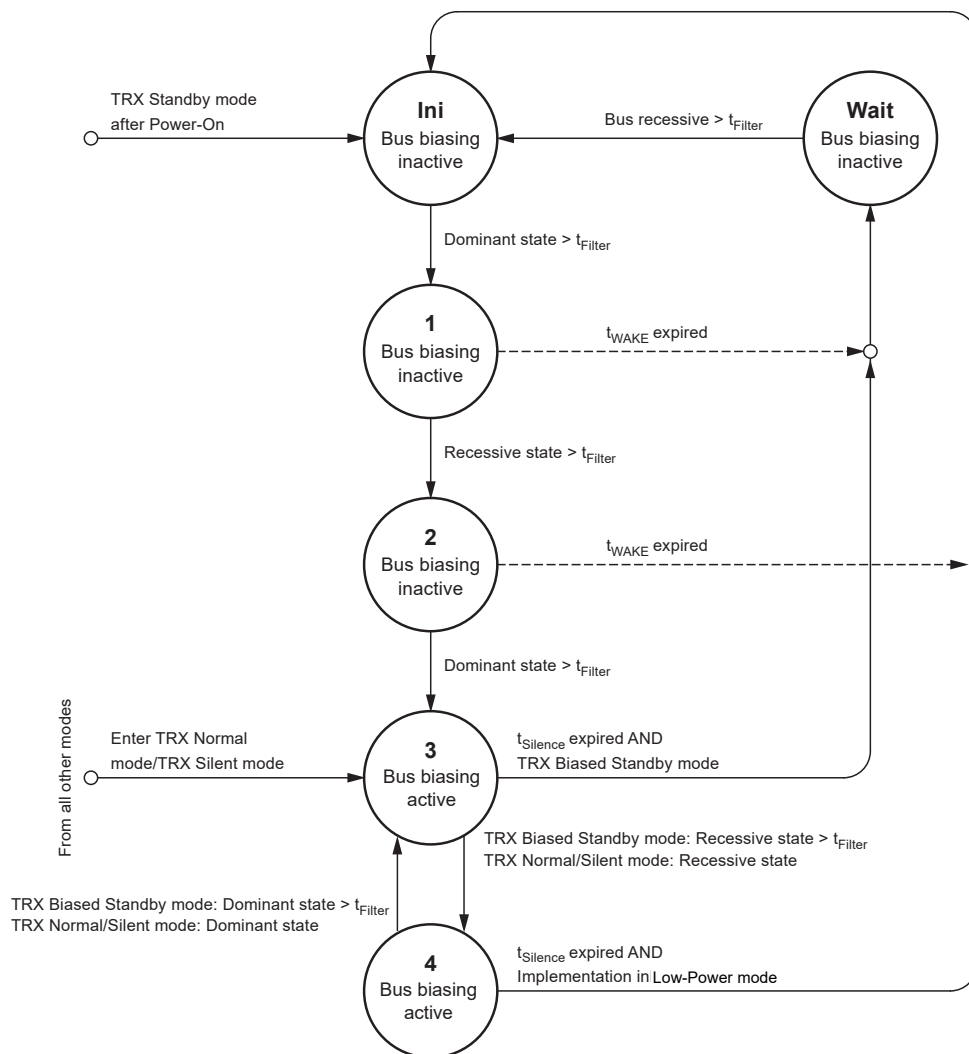 TRX Standby mode
after Power-On
Ini
Bus biasing
inactive
Bus recessive > tFilter
Wait
Bus biasing
inactive
Dominant state > tFilter
1
Bus biasing
inactive
tWAKE expired
Recessive state > tFilter
2
Bus biasing
inactive
tWAKE expired
Dominant state > tFilter
From all other modes
Enter TRX Normal
mode/TRX Silent mode
3
Bus biasing
active
tSilence expired AND
TRX Biased Standby mode
TRX Biased Standby mode: Recessive state > tFilter
TRX Normal/Silent mode: Recessive state
TRX Biased Standby mode: Dominant state > tFilter
TRX Normal/Silent mode: Dominant state
4
Bus biasing
active
tSilence expired AND
Implementation in Low-Power mode